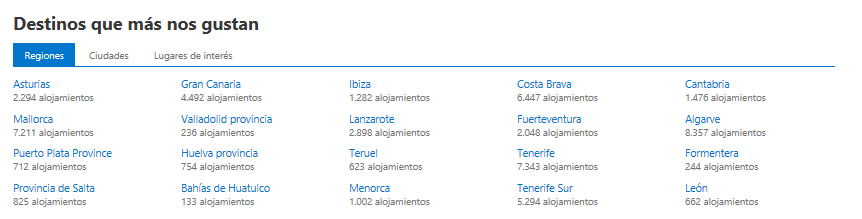 Destinos que más nos gustan
Regiones Ciudades Lugares de interés
Asturias Gran Canaria Ibiza Costa Brava Cantabria
2.294 alojamientos 4.492 alojamientos 1.282 alojamientos 6.447 alojamientos 1.476 alojamientos
Mallorca Valladolid provincia Lanzarote Fuerteventura Algarve
7.211 alojamientos 236 alojamientos 2.898 alojamientos 2.048 alojamientos 8.357 alojamientos
Puerto Plata Province Huelva provincia Teruel Tenerife Formentera
712 alojamientos 754 alojamientos 623 alojamientos 7.343 alojamientos 244 alojamientos
Provincia de Salta Bahías de Huatulco Menorca Tenerife Sur León
825 alojamientos 133 alojamientos 1.002 alojamientos 5.294 alojamientos 662 alojamientos